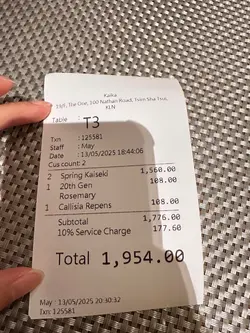 Kaika
19/F, The One, 100 Nathan Road, Tsim Sha Tsui,
KLN
Table : T3
Txn : 125581
Staff : May
Date : 13/05/2025 18:44:06
Cus count: 2
2 Spring Kaiseki 1,560.00
1 20th Gen 108.00
Rosemary
1 Callisia Repens 108.00
Subtotal 1,776.00
10% Service Charge 177.60
Total 1,954.00
May : 13/05/2025 20:30:32
Txn: 125581